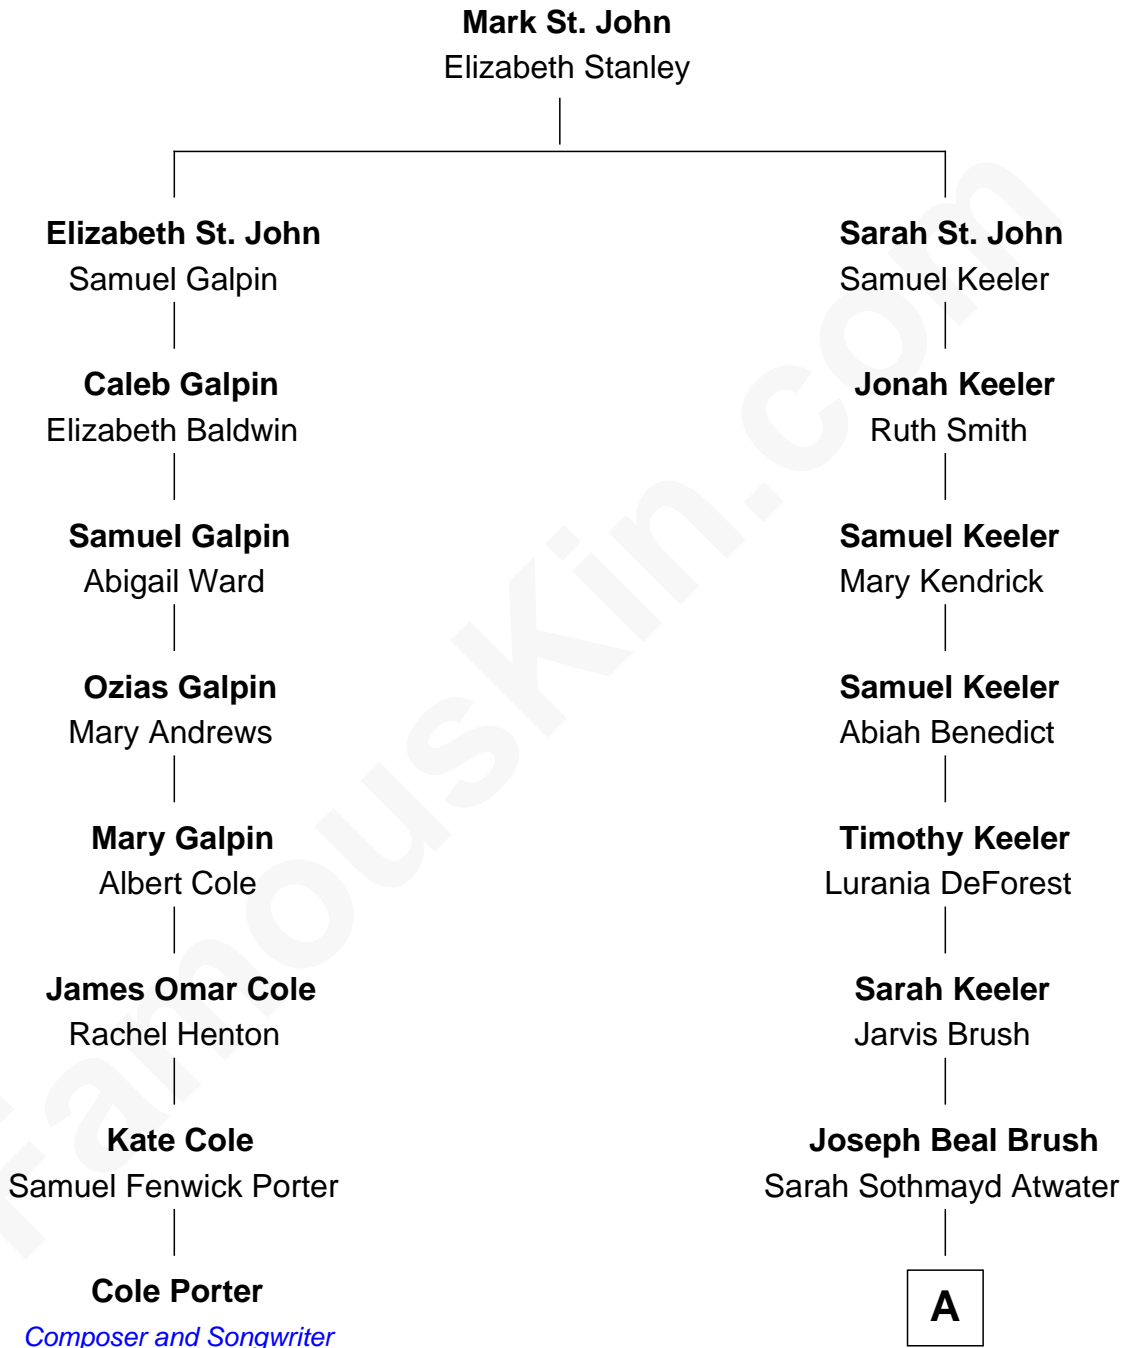 Mark St. John
Elizabeth Stanley
Elizabeth St. John
Samuel Galpin
Sarah St. John
Samuel Keeler
Caleb Galpin
Elizabeth Baldwin
Jonah Keeler
Ruth Smith
Samuel Galpin
Abigail Ward
Samuel Keeler
Mary Kendrick
Ozias Galpin
Mary Andrews
Samuel Keeler
Abiah Benedict
Mary Galpin
Albert Cole
Timothy Keeler
Lurania DeForest
James Omar Cole
Rachel Henton
Sarah Keeler
Jarvis Brush
Kate Cole
Samuel Fenwick Porter
Joseph Beal Brush
Sarah Sothmayd Atwater
Cole Porter
Composer and Songwriter
A
FamousKin.com